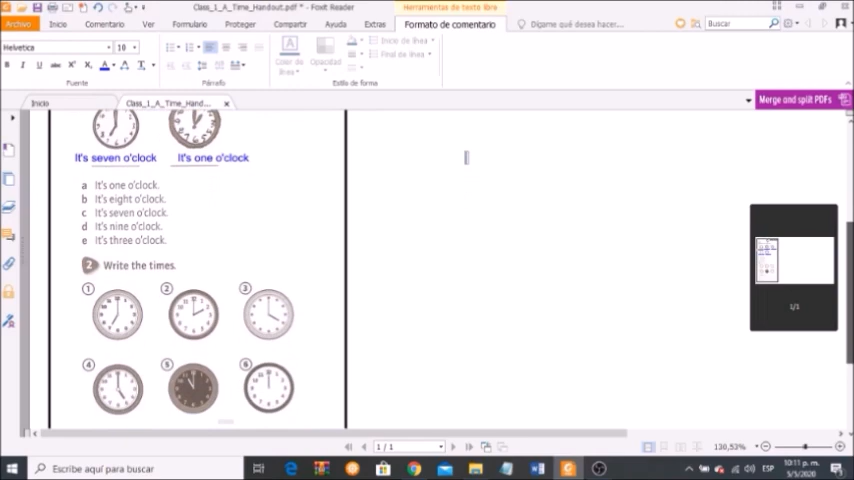 Class_1_A_Time_Handout.pdf * - Foxit Reader
Herramientas de texto libre
Archivo Inicio Comentario Ver Formulario Proteger Compartir Ayuda Extras Formato de comentario Dígame qué desea hacer... Buscar
Helvetica 10
Color de línea Opacidad Inicio de línea
Final de línea
Fuente Párrafo Estilo de forma
Inicio Class_1_A_Time_Hand... Merge and split PDFs
It's seven o'clock It's one o'clock
a It's one o'clock.
b It's eight o'clock.
c It's seven o'clock.
d It's nine o'clock.
e It's three o'clock.
2 Write the times.
1 2 3
4 5 6
1/1
1 / 1 130,53%
Escribe aquí para buscar ESP 10:11 p. m.
5/5/2020